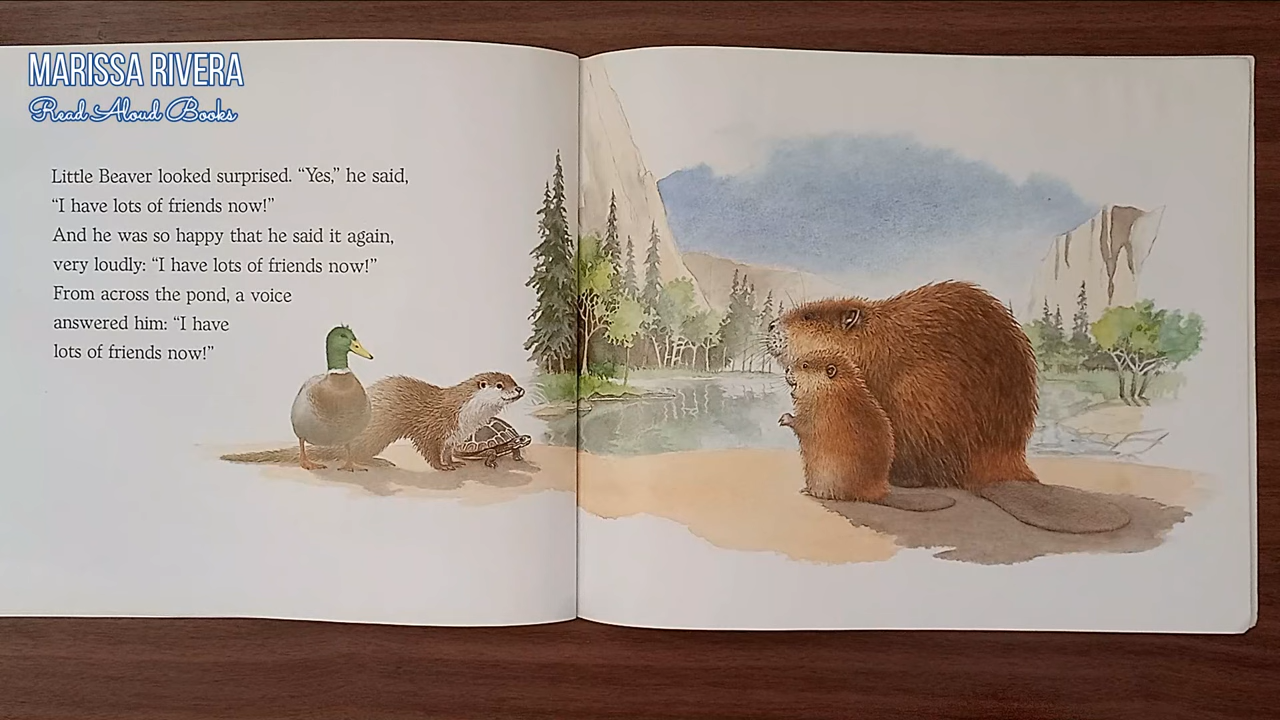 MARISSA RIVERA
Read Aloud Books
Little Beaver looked surprised. “Yes,” he said,
“I have lots of friends now!”
And he was so happy that he said it again,
very loudly: “I have lots of friends now!”
From across the pond, a voice
answered him: “I have
lots of friends now!”